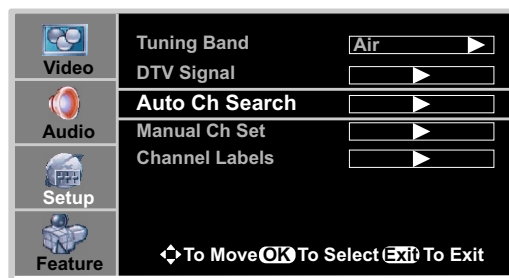 Video
Audio
Setup
Feature
Tuning Band Air
DTV Signal
Auto Ch Search
Manual Ch Set
Channel Labels
To Move OK To Select Exit To Exit